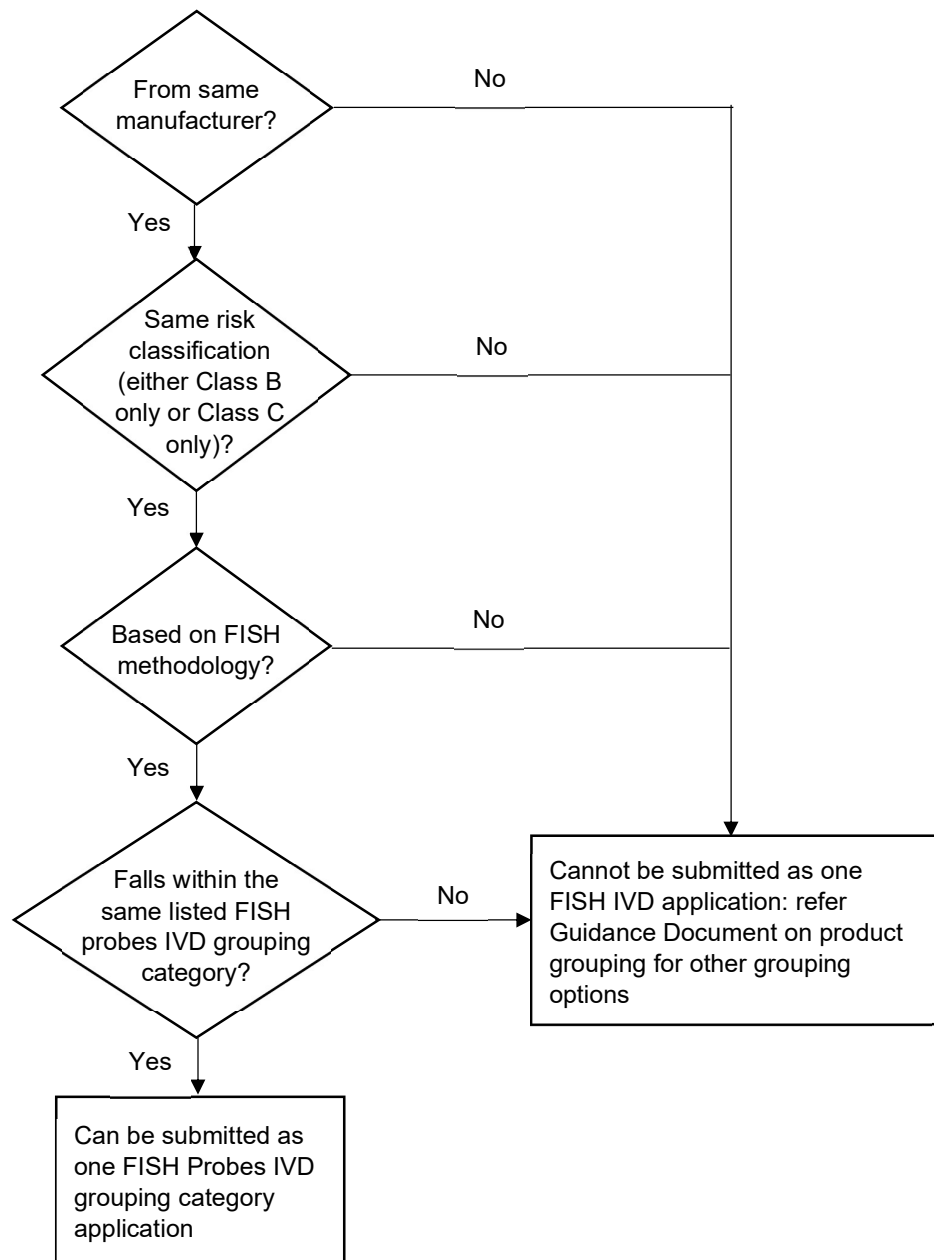 From same
manufacturer?
No
Yes
Same risk
classification
(either Class B
only or Class C
only)?
No
Yes
Based on FISH
methodology?
No
Yes
Falls within the
same listed FISH
probes IVD grouping
category?
No
Cannot be submitted as one
FISH IVD application: refer
Guidance Document on product
grouping for other grouping
options
Yes
Can be submitted as
one FISH Probes IVD
grouping category
application